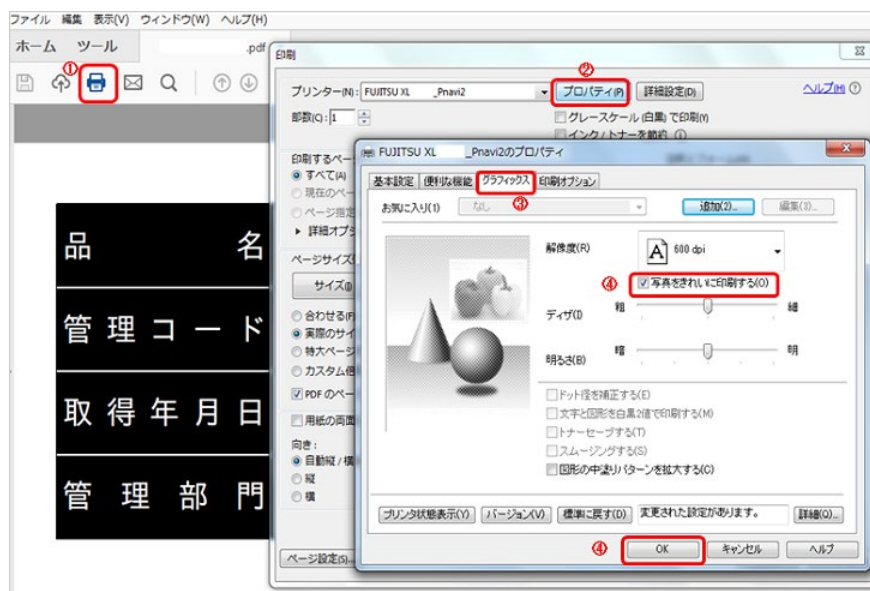 ファイル 編集 表示(V) ウィンドウ(W) ヘルプ(H)
ホーム ツール .pdf
①
印刷
②
プリンター(N): FUJITSU XL _Pnavi2 プロパティ(P) 詳細設定(D) ヘルプ(H)
部数(C): 1 グレースケール (白黒) で印刷(Y)
インク/トナーを節約
印刷するペー
すべて(A)
現在のペー
ページ指定
詳細オプシ
ページサイズ
サイズ(I)
合わせる(F)
実際のサイ
特大ページ
カスタム倍
PDF のペー
用紙の両面
向き:
自動縦/横
縦
横
ページ設定(S)...
品名
管理コード
取得年月日
管理部門
FUJITSU XL _Pnavi2のプロパティ
基本設定 便利な機能 グラフィックス 印刷オプション
③
お気に入り(1) なし 追加(2)... 編集(3)...
解像度(R) 600 dpi
④ 写真をきれいに印刷する(O)
ディザ(I) 粗 細
明るさ(B) 暗 明
ドット径を補正する(E)
文字と図形を白黒2値で印刷する(M)
トナーセーブする(T)
スムージングする(S)
図形の中塗りパターンを拡大する(C)
プリンタ状態表示(Y) バージョン(V) 標準に戻す(D) 変更された設定があります。 詳細(Q)...
④ OK キャンセル ヘルプ